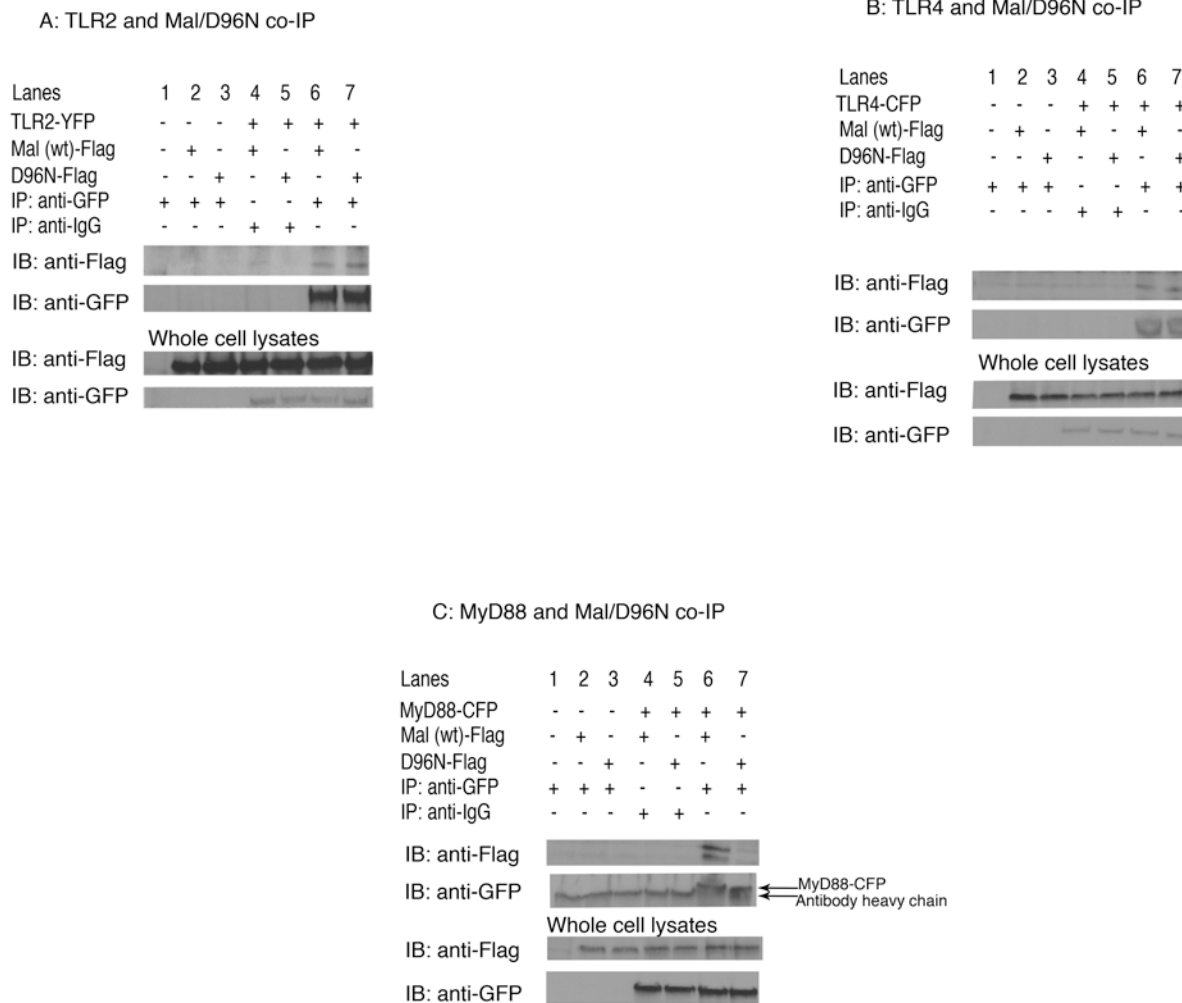 A: TLR2 and Mal/D96N co-IP
Lanes 1 2 3 4 5 6 7
TLR2-YFP - - - + + + +
Mal (wt)-Flag - + - + - + -
D96N-Flag - - + - + - +
IP: anti-GFP + + + - - + +
IP: anti-IgG - - - + + - -
IB: anti-Flag
IB: anti-GFP
Whole cell lysates
IB: anti-Flag
IB: anti-GFP
B: TLR4 and Mal/D96N co-IP
Lanes 1 2 3 4 5 6 7
TLR4-CFP - - - + + + +
Mal (wt)-Flag - + - + - + -
D96N-Flag - - + - + - +
IP: anti-GFP + + + - - + +
IP: anti-IgG - - - + + - -
IB: anti-Flag
IB: anti-GFP
Whole cell lysates
IB: anti-Flag
IB: anti-GFP
C: MyD88 and Mal/D96N co-IP
Lanes 1 2 3 4 5 6 7
MyD88-CFP - - - + + + +
Mal (wt)-Flag - + - + - + -
D96N-Flag - - + - + - +
IP: anti-GFP + + + - - + +
IP: anti-IgG - - - + + - -
IB: anti-Flag
IB: anti-GFP
MyD88-CFP
Antibody heavy chain
Whole cell lysates
IB: anti-Flag
IB: anti-GFP